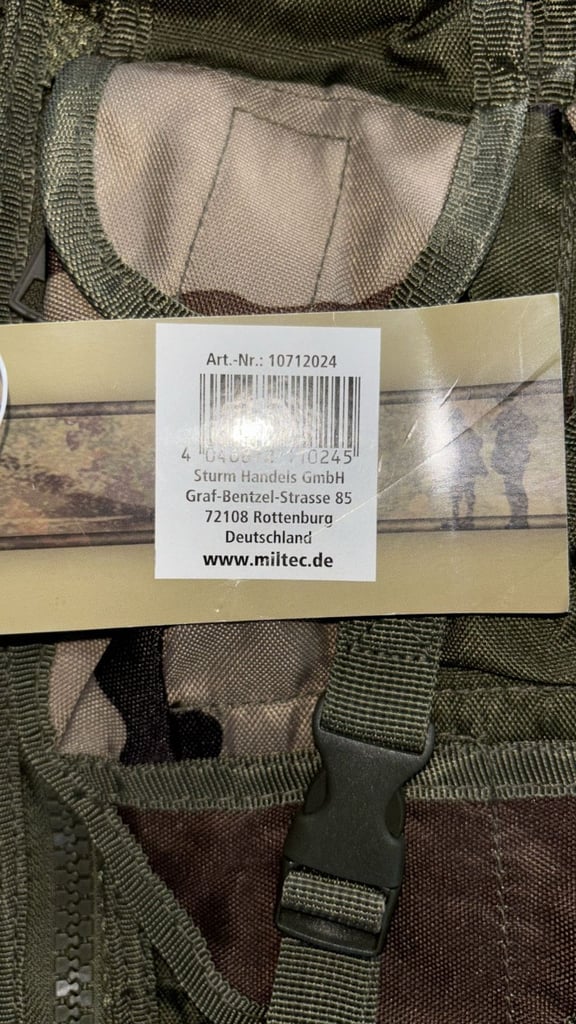 Art.-Nr.: 10712024
Sturm Handels GmbH
Graf-Bentzel-Strasse 85
72108 Rottenburg
Deutschland
www.miltec.de